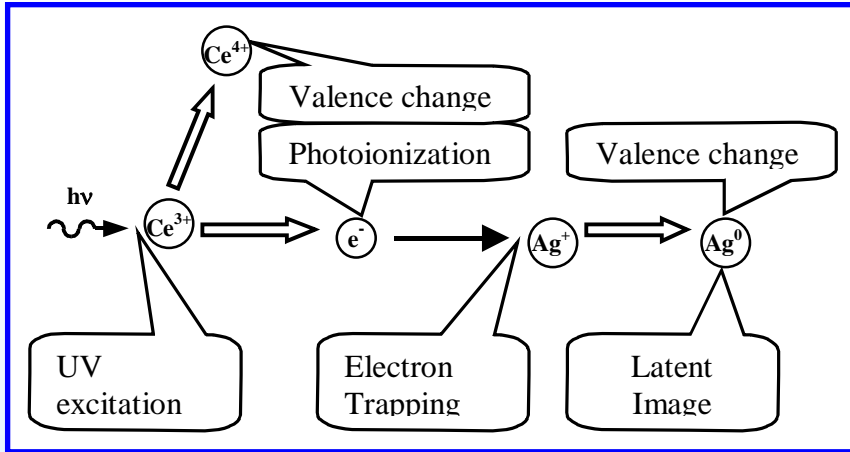 Ce⁴⁺
Valence change
Photoionization
Valence change
hν
Ce³⁺
e⁻
Ag⁺
Ag⁰
UV
excitation
Electron
Trapping
Latent
Image